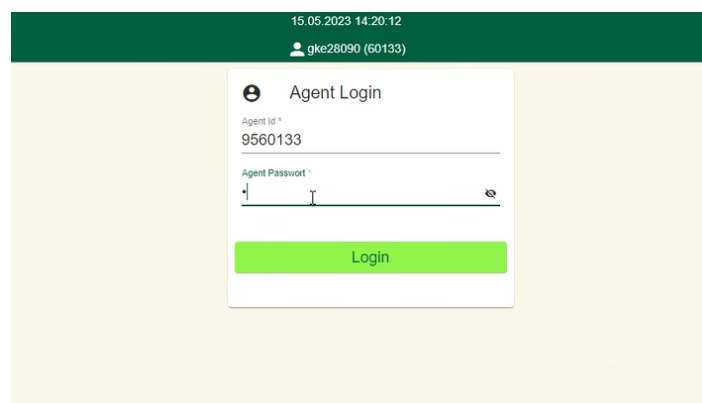 15.05.2023 14:20:12
gke28090 (60133)
Agent Login
Agent Id *
9560133
Agent Passwort *
•
Login